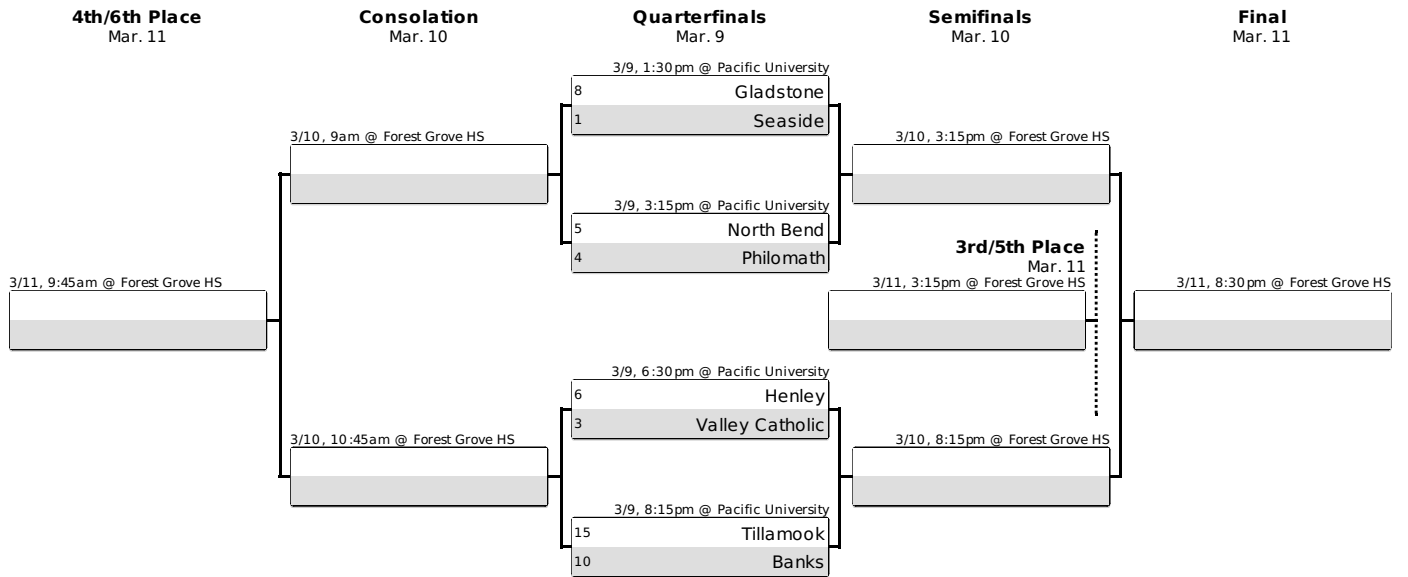 4th/6th Place
Mar. 11
Consolation
Mar. 10
Quarterfinals
Mar. 9
Semifinals
Mar. 10
Final
Mar. 11
3/9, 1:30pm @ Pacific University
8 Gladstone
1 Seaside
3/10, 9am @ Forest Grove HS
3/10, 3:15pm @ Forest Grove HS
3/9, 3:15pm @ Pacific University
5 North Bend
4 Philomath
3rd/5th Place
Mar. 11
3/11, 9:45am @ Forest Grove HS
3/11, 3:15pm @ Forest Grove HS
3/11, 8:30pm @ Forest Grove HS
3/9, 6:30pm @ Pacific University
6 Henley
3 Valley Catholic
3/10, 10:45am @ Forest Grove HS
3/10, 8:15pm @ Forest Grove HS
3/9, 8:15pm @ Pacific University
15 Tillamook
10 Banks